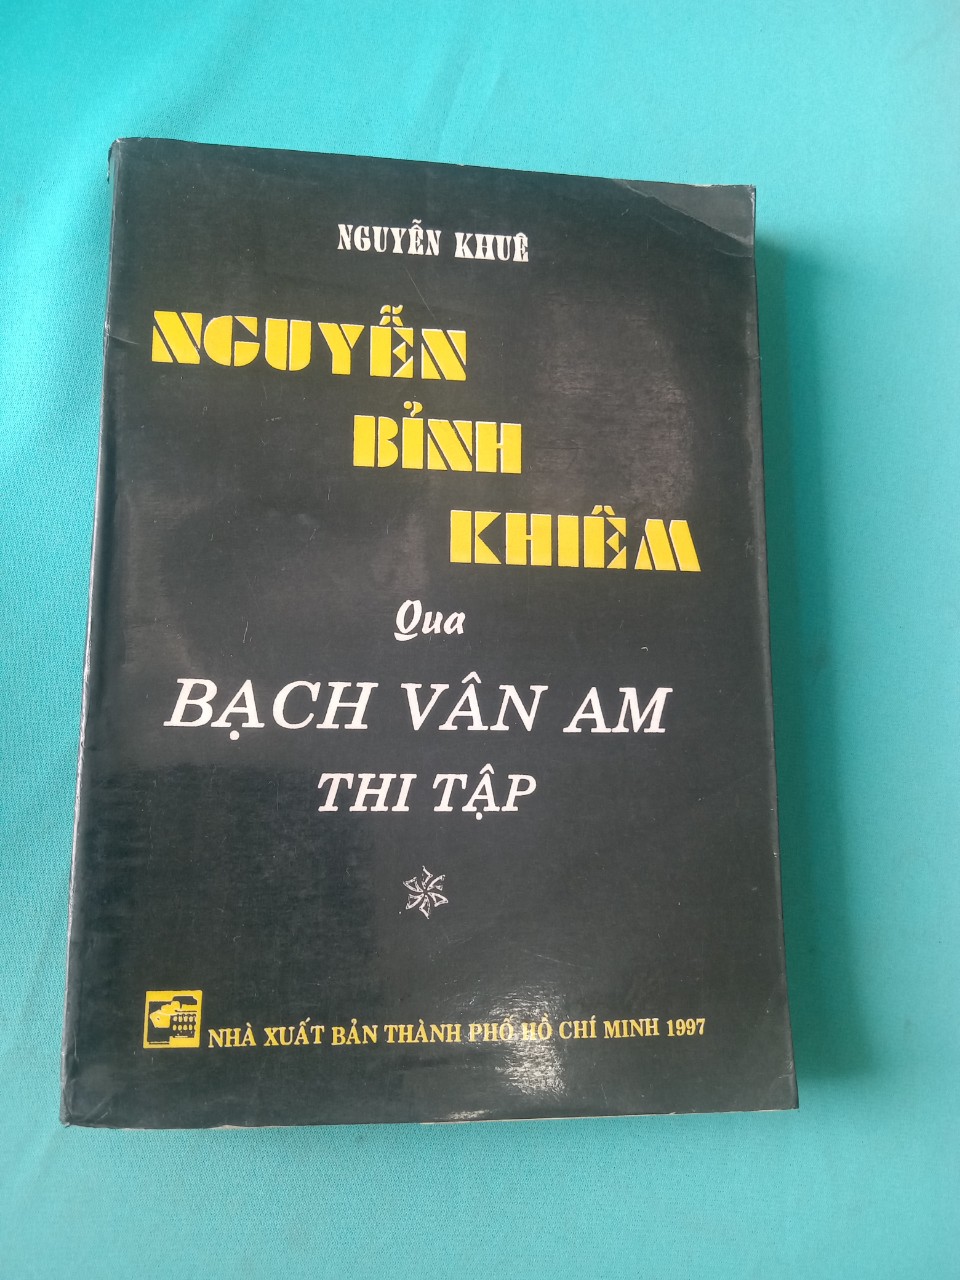 NGUYỄN KHUÊ
NGUYỄN
BỈNH
KHIÊM
Qua
BẠCH VÂN AM
THI TẬP
NHÀ XUẤT BẢN THÀNH PHỐ HỒ CHÍ MINH 1997